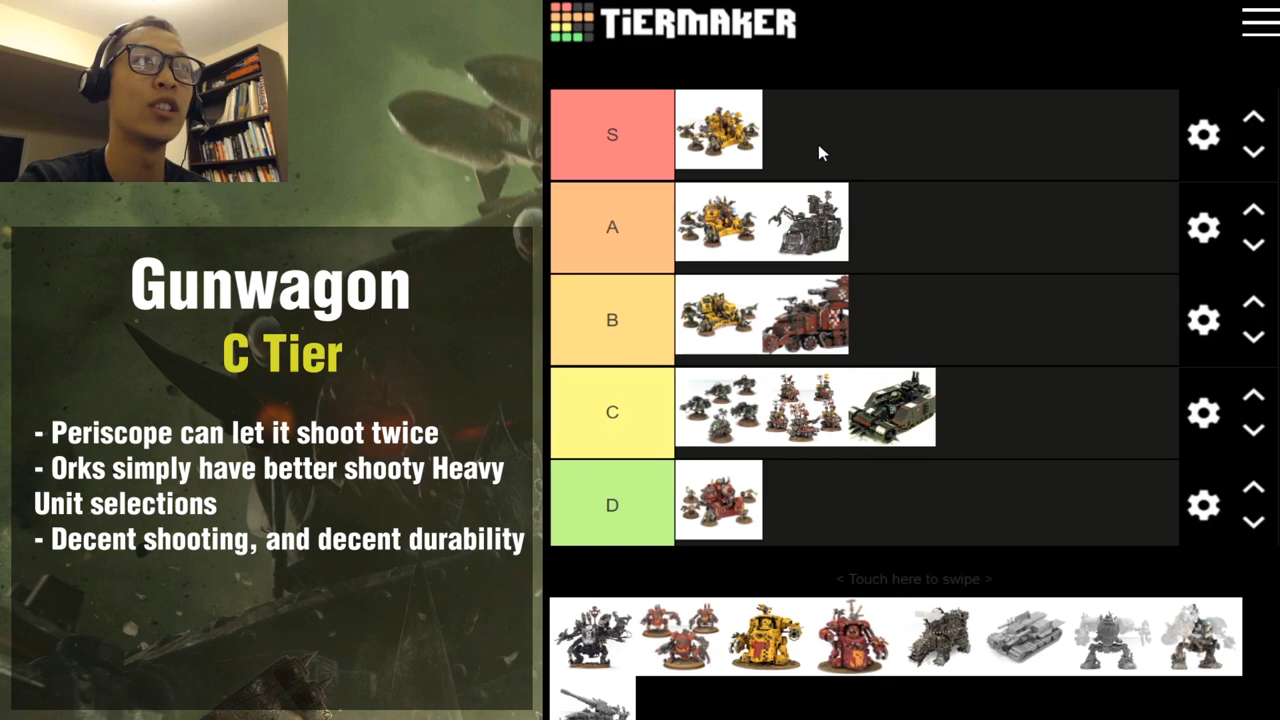 TiERMAKER
Gunwagon
C Tier
- Periscope can let it shoot twice
- Orks simply have better shooty Heavy
Unit selections
- Decent shooting, and decent durability
S
A
B
C
D
< Touch here to swipe >